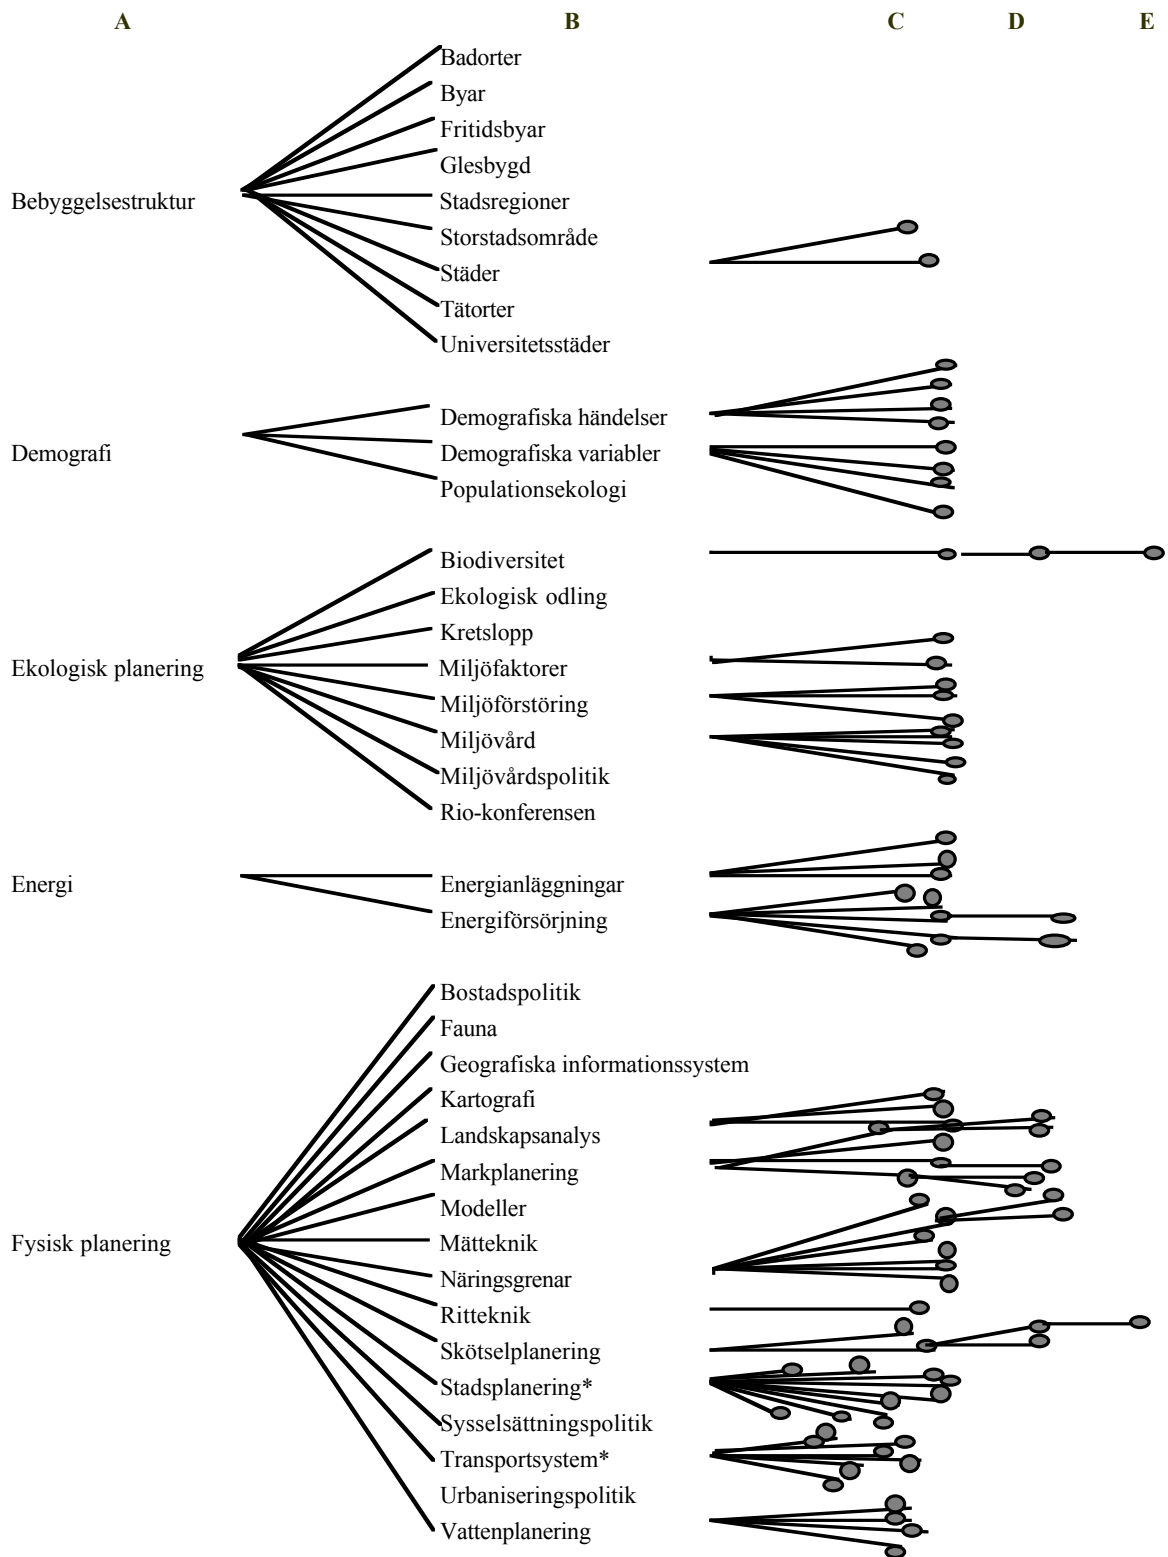 A B C D E
Badorter
Byar
Fritidsbyar
Glesbygd
Bebyggelsestruktur Stadsregioner
Storstadsområde
Städer
Tätorter
Universitetsstäder
Demografiska händelser
Demografi Demografiska variabler
Populationsekologi
Biodiversitet
Ekologisk odling
Kretslopp
Ekologisk planering Miljöfaktorer
Miljöförstöring
Miljövård
Miljövårdspolitik
Rio-konferensen
Energi Energianläggningar
Energiförsörjning
Bostadspolitik
Fauna
Geografiska informationssystem
Kartografi
Landskapsanalys
Markplanering
Modeller
Fysisk planering Mätteknik
Näringsgrenar
Ritteknik
Skötselplanering
Stadsplanering*
Sysselsättningspolitik
Transportsystem*
Urbaniseringspolitik
Vattenplanering